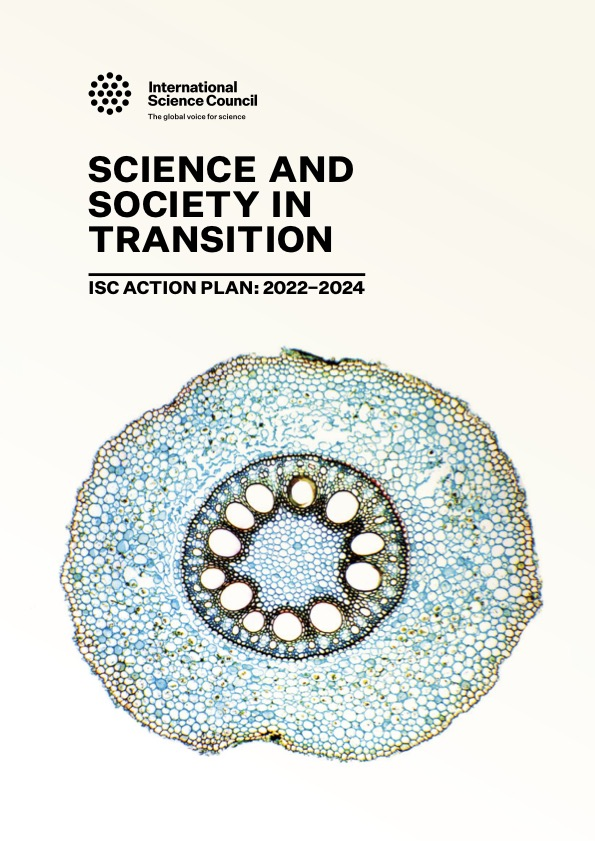 International
Science Council
The global voice for science
SCIENCE AND
SOCIETY IN
TRANSITION
ISC ACTION PLAN: 2022–2024